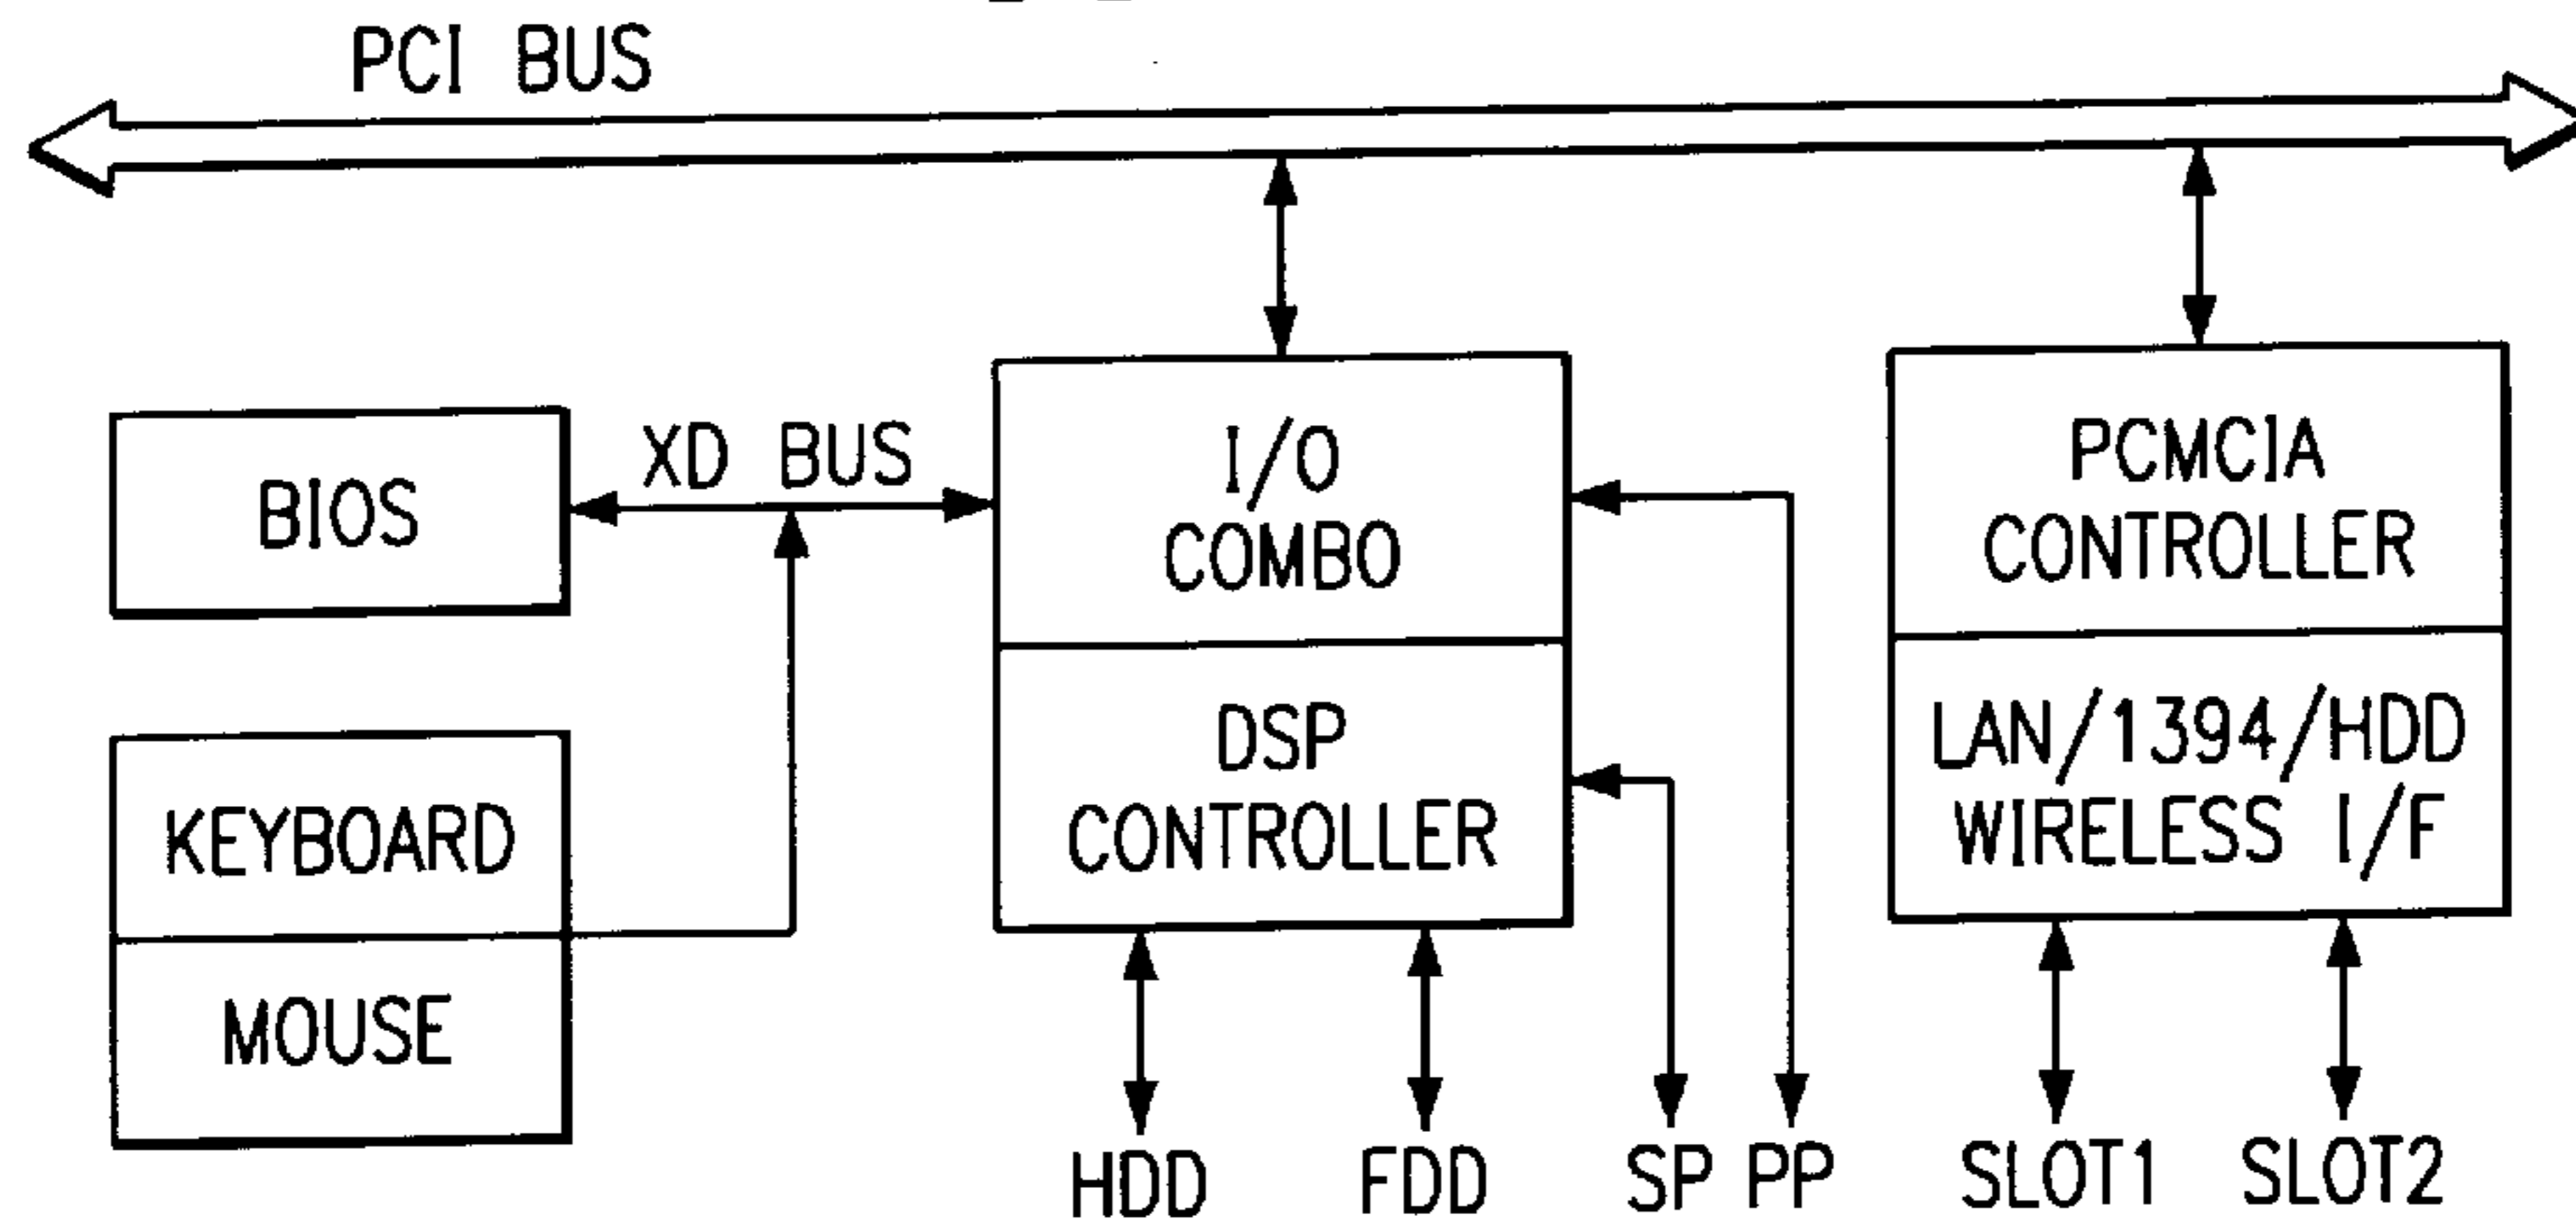 PCI BUS
BIOS
XD BUS
I/O
COMBO
PCMCIA
CONTROLLER
KEYBOARD
MOUSE
DSP
CONTROLLER
LAN/1394/HDD
WIRELESS I/F
HDD
FDD
SP
PP
SLOT1
SLOT2